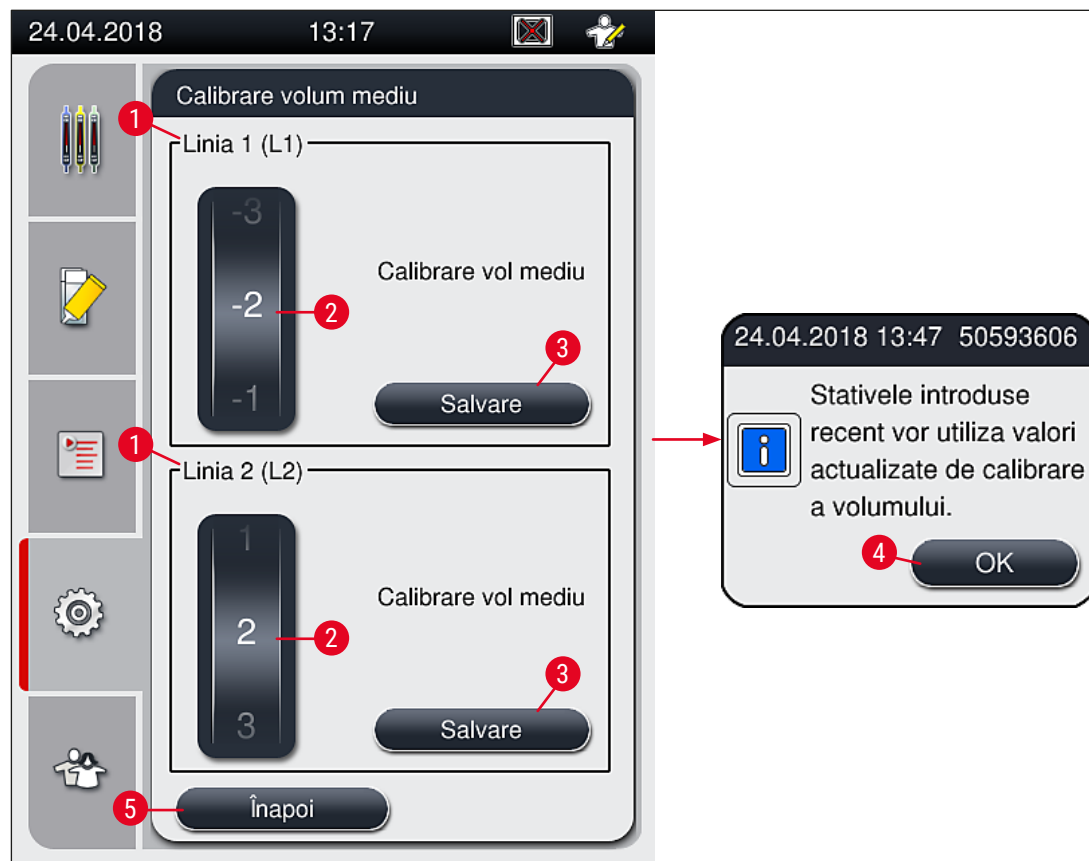 24.04.2018 13:17
Calibrare volum mediu
1
Linia 1 (L1)
-3
-2
-1
2
Calibrare vol mediu
3
Salvare
1
Linia 2 (L2)
1
2
3
2
Calibrare vol mediu
3
Salvare
5
Înapoi
24.04.2018 13:47 50593606
Stativele introduse
recent vor utiliza valori
actualizate de calibrare
a volumului.
4
OK